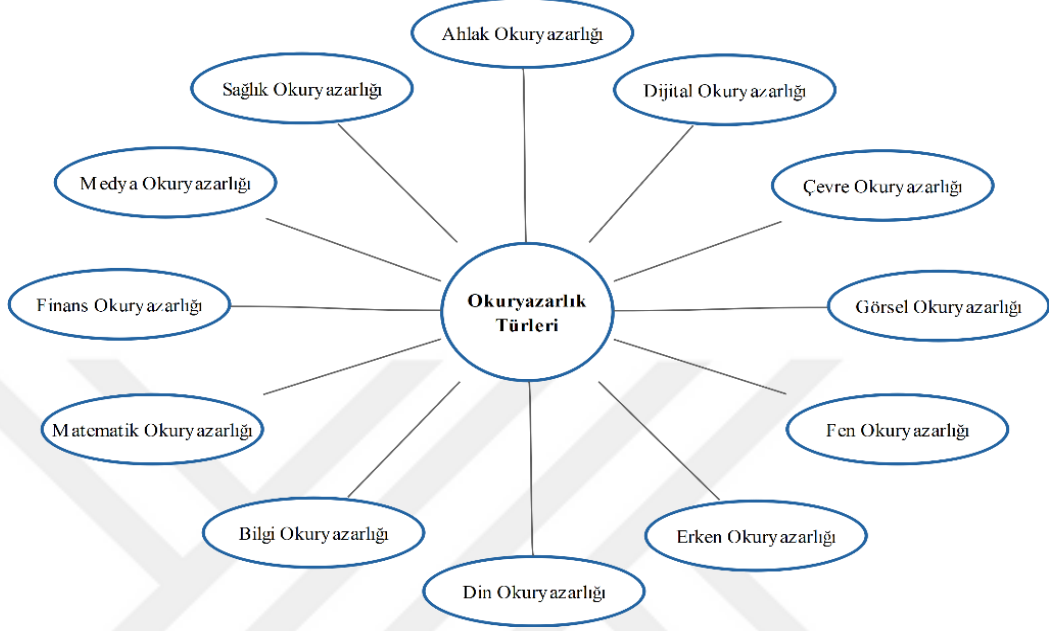 Ahlak Okuryazarlığı
Sağlık Okuryazarlığı
Dijital Okuryazarlığı
Medya Okuryazarlığı
Çevre Okuryazarlığı
Okuryazarlık
Türleri
Finans Okuryazarlığı
Görsel Okuryazarlığı
Matematik Okuryazarlığı
Fen Okuryazarlığı
Bilgi Okuryazarlığı
Erken Okuryazarlığı
Din Okuryazarlığı